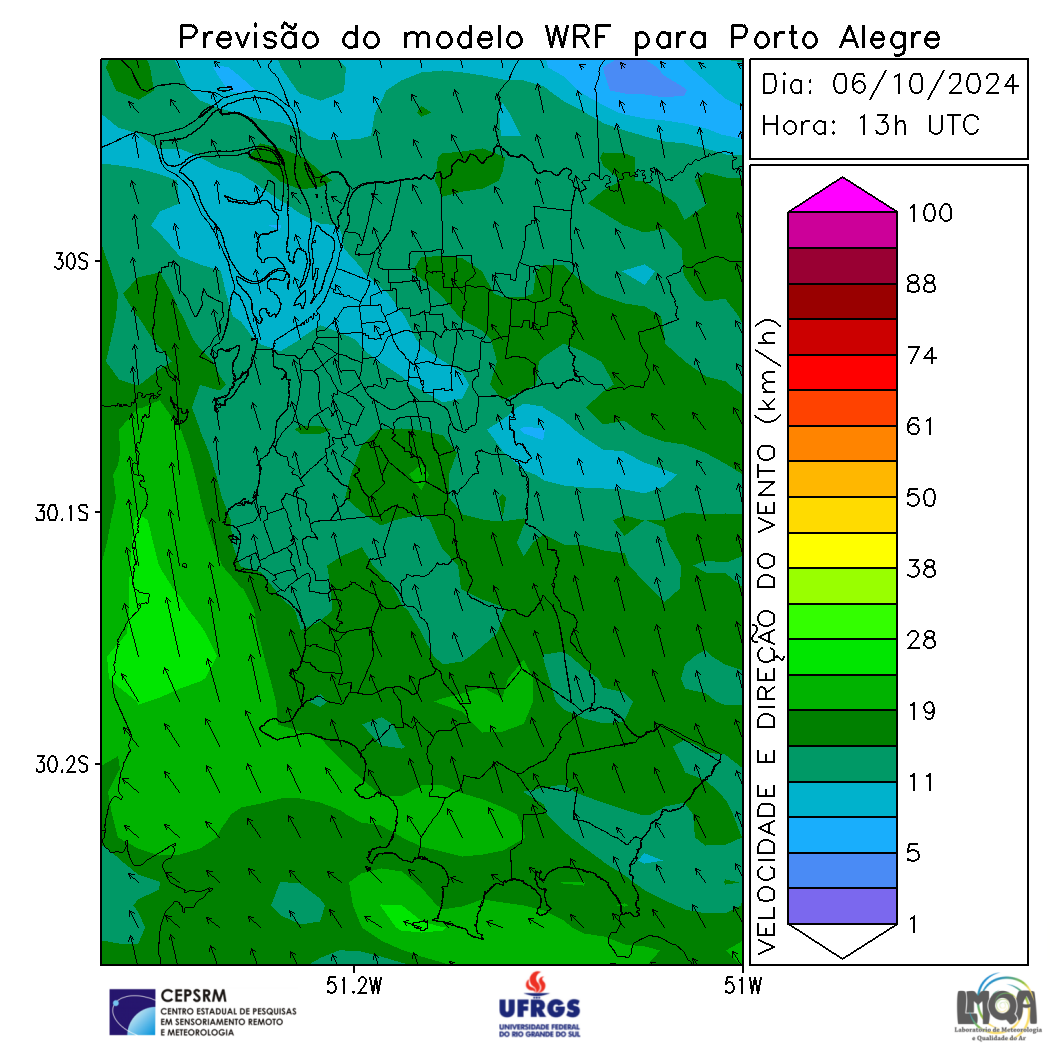 Previsão do modelo WRF para Porto Alegre
Dia: 06/10/2024
Hora: 13h UTC
30S
30.1S
30.2S
51.2W
51W
VELOCIDADE E DIREÇÃO DO VENTO (km/h)
100
88
74
61
50
38
28
19
11
5
1
CEPSRM
CENTRO ESTADUAL DE PESQUISAS
EM SENSORIAMENTO REMOTO
E METEOROLOGIA
UFRGS
UNIVERSIDADE FEDERAL
DO RIO GRANDE DO SUL
LMQA
Laboratório de Meteorologia
e Qualidade do Ar